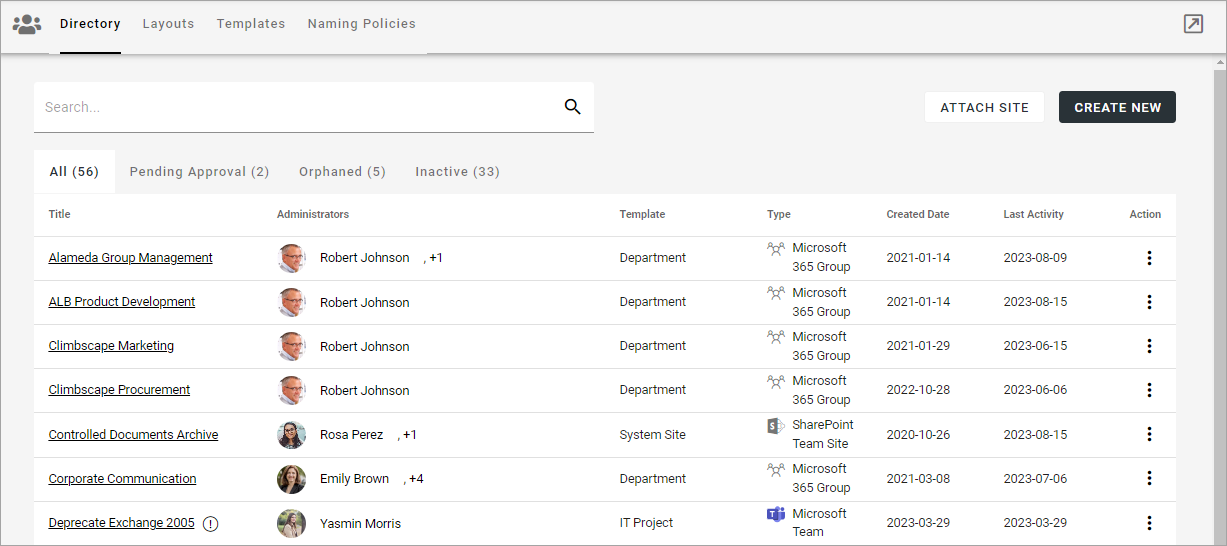 Directory Layouts Templates Naming Policies
Search...
ATTACH SITE CREATE NEW
All (56) Pending Approval (2) Orphaned (5) Inactive (33)
Title Administrators Template Type Created Date Last Activity Action
Alameda Group Management Robert Johnson , +1 Department Microsoft 365 Group 2021-01-14 2023-08-09
ALB Product Development Robert Johnson Department Microsoft 365 Group 2021-01-14 2023-08-15
Climbscape Marketing Robert Johnson Department Microsoft 365 Group 2021-01-29 2023-06-15
Climbscape Procurement Robert Johnson Department Microsoft 365 Group 2022-10-28 2023-06-06
Controlled Documents Archive Rosa Perez , +1 System Site SharePoint Team Site 2020-10-26 2023-08-15
Corporate Communication Emily Brown , +4 Department Microsoft 365 Group 2021-03-08 2023-07-06
Deprecate Exchange 2005 Yasmin Morris IT Project Microsoft Team 2023-03-29 2023-03-29